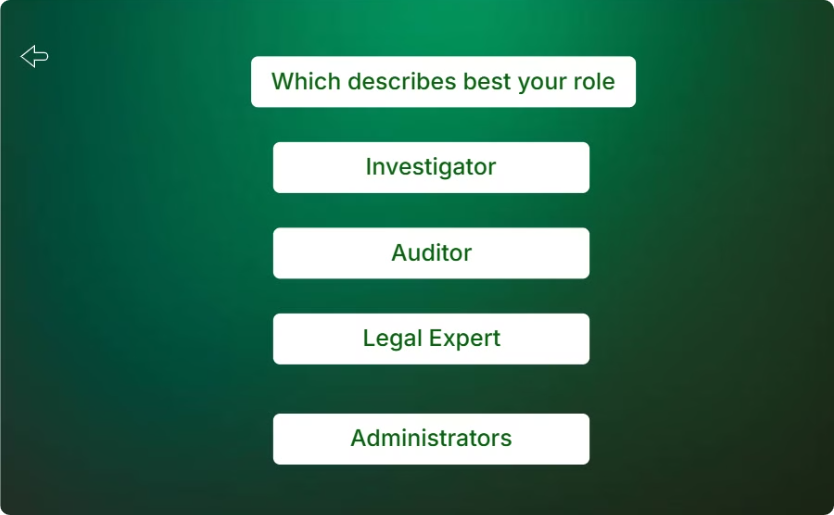 Which describes best your role
Investigator
Auditor
Legal Expert
Administrators